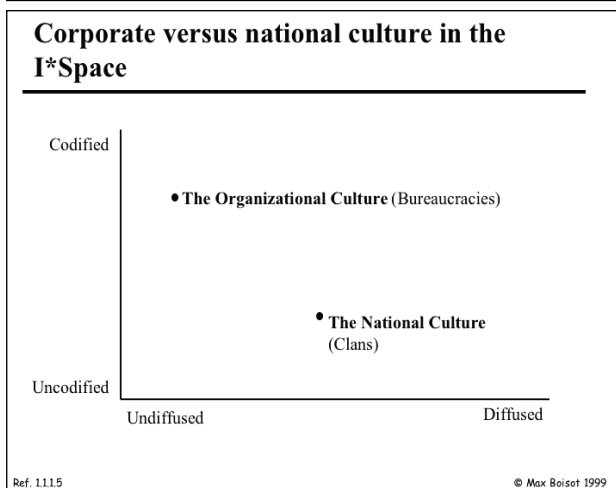 Corporate versus national culture in the
I*Space
Codified
• The Organizational Culture (Bureaucracies)
• The National Culture
(Clans)
Uncodified
Undiffused
Diffused
Ref. 1.1.1.5
© Max Boisot 1999